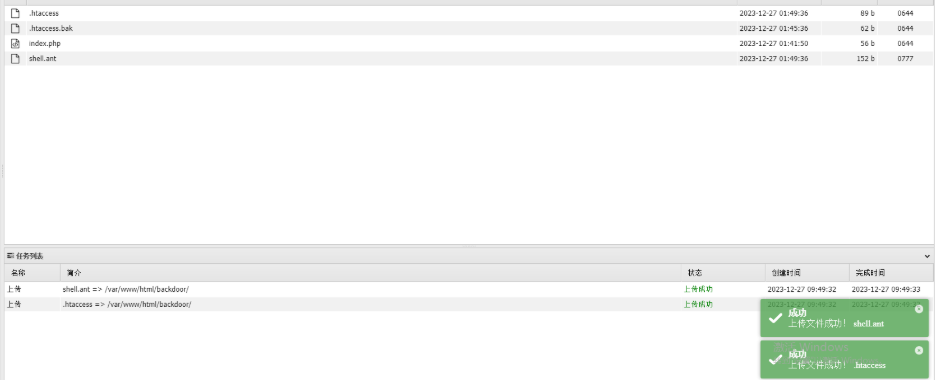 .htaccess 2023-12-27 01:49:36 89 b 0644
.htaccess.bak 2023-12-27 01:45:36 62 b 0644
index.php 2023-12-27 01:41:50 56 b 0644
shell.ant 2023-12-27 01:49:36 152 b 0777
任务列表
名称 简介 状态 创建时间 完成时间
上传 shell.ant => /var/www/html/backdoor/ 上传成功 2023-12-27 09:49:32 2023-12-27 09:49:33
上传 .htaccess => /var/www/html/backdoor/ 上传成功 2023-12-27 09:49:32
成功
上传文件成功! shell.ant
Windows
成功
上传文件成功! .htaccess